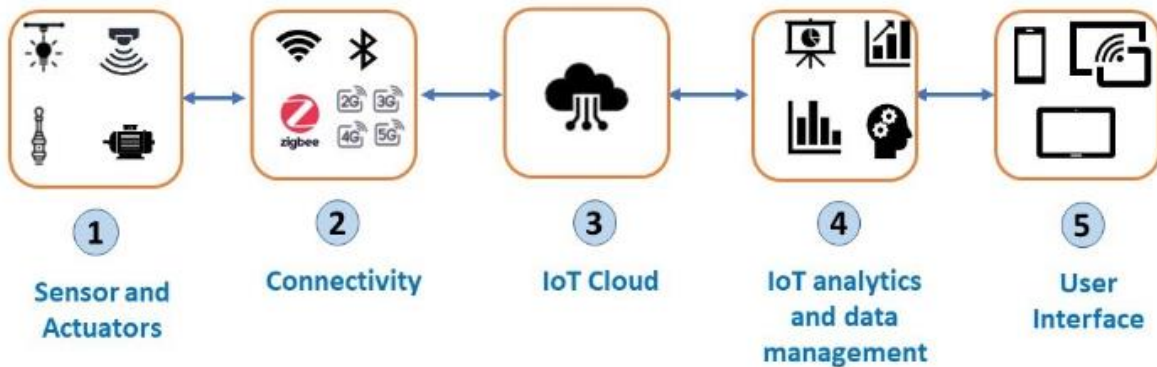 zigbee
2G 3G
4G 5G
1
2
3
4
5
Sensor and
Actuators
Connectivity
IoT Cloud
IoT analytics
and data
management
User
Interface